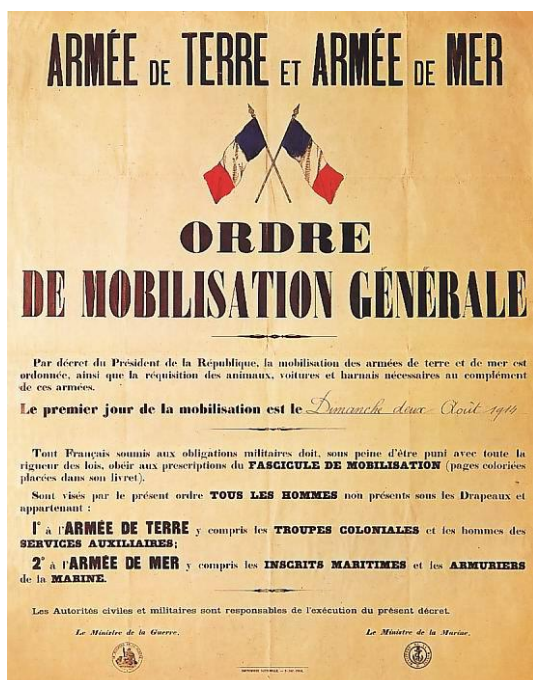 ARMÉE DE TERRE ET ARMÉE DE MER
ORDRE
DE MOBILISATION GÉNÉRALE
Par décret du Président de la République, la mobilisation des armées de terre et de mer est
ordonnée, ainsi que la réquisition des animaux, voitures et harnais nécessaires au complément
de ces armées.
Le premier jour de la mobilisation est le Dimanche deux Août 1914
Tout Français soumis aux obligations militaires doit, sous peine d'être puni avec toute la
rigueur des lois, obéir aux prescriptions du FASCICULE DE MOBILISATION (pages coloriées
placées dans son livret).
Sont visés par le présent ordre TOUS LES HOMMES non présents sous les Drapeaux et
appartenant :
1° à l'ARMÉE DE TERRE y compris les TROUPES COLONIALES et les hommes des
SERVICES AUXILIAIRES;
2° à l'ARMÉE DE MER y compris les INSCRITS MARITIMES et les ARMURIERS
de la MARINE.
Les Autorités civiles et militaires sont responsables de l'exécution du présent décret.
Le Ministre de la Guerre. Le Ministre de la Marine.